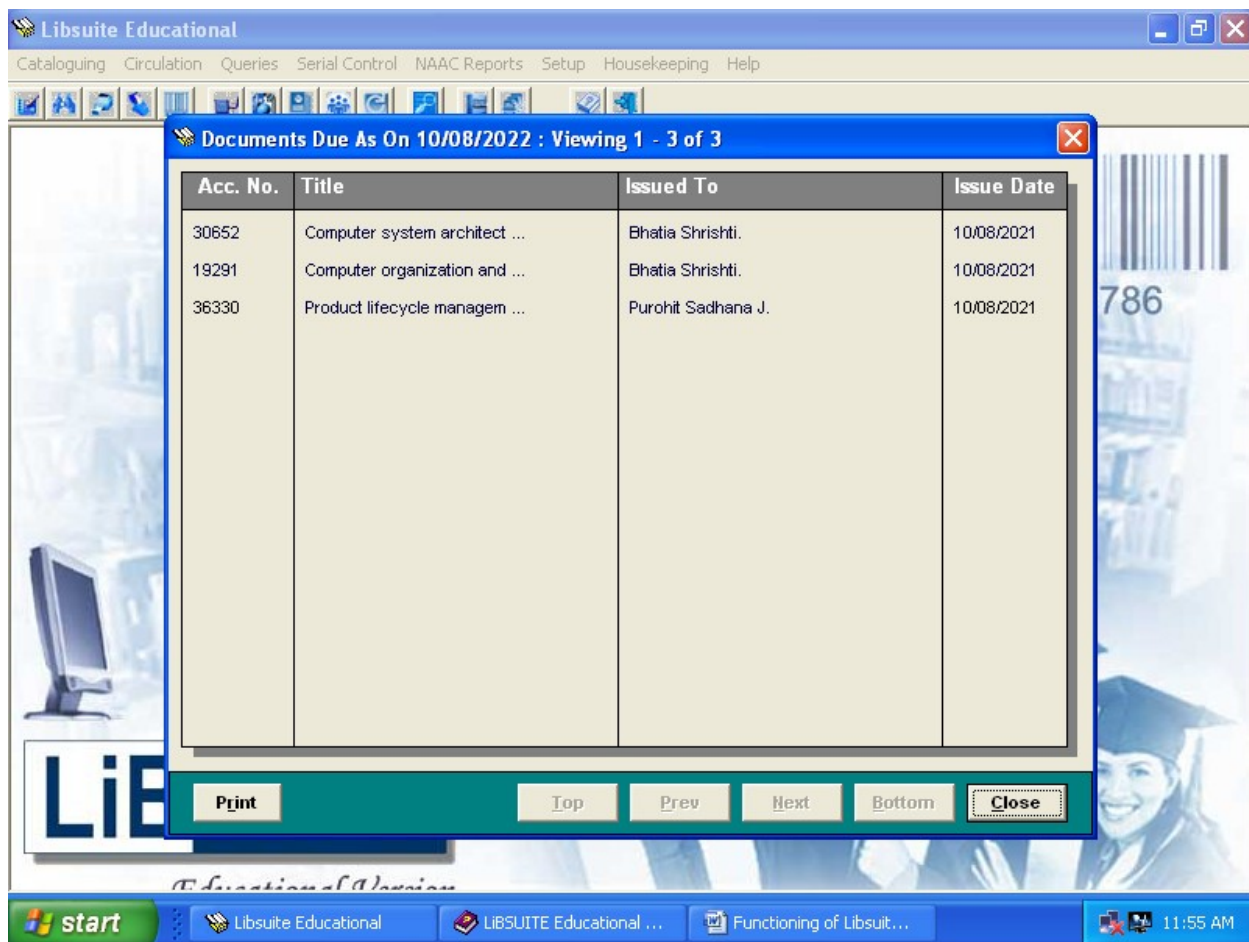 Libsuite Educational
Cataloguing Circulation Queries Serial Control NAAC Reports Setup Housekeeping Help
Documents Due As On 10/08/2022 : Viewing 1 - 3 of 3
Acc. No. Title Issued To Issue Date
30652 Computer system architect ... Bhatia Shrishti. 10/08/2021
19291 Computer organization and ... Bhatia Shrishti. 10/08/2021
36330 Product lifecycle managem ... Purohit Sadhana J. 10/08/2021
786
Print Top Prev Next Bottom Close
LiB
Educational Version
start Libsuite Educational LiBSUITE Educational ... Functioning of Libsuit... 11:55 AM